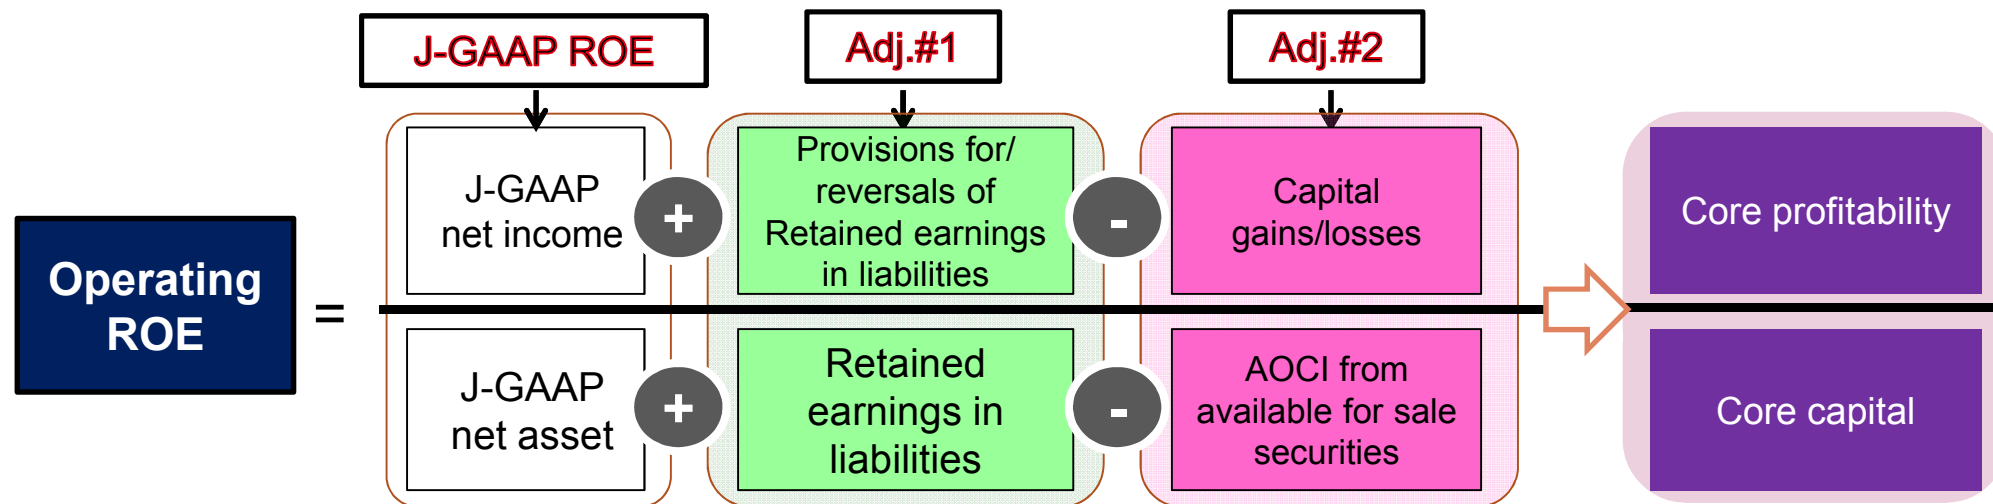 J-GAAP ROE
Adj.#1
Adj.#2
Operating
ROE
=
J-GAAP
net income
+
Provisions for/
reversals of
Retained earnings
in liabilities
-
Capital
gains/losses
Core profitability
J-GAAP
net asset
+
Retained
earnings in
liabilities
-
AOCI from
available for sale
securities
Core capital